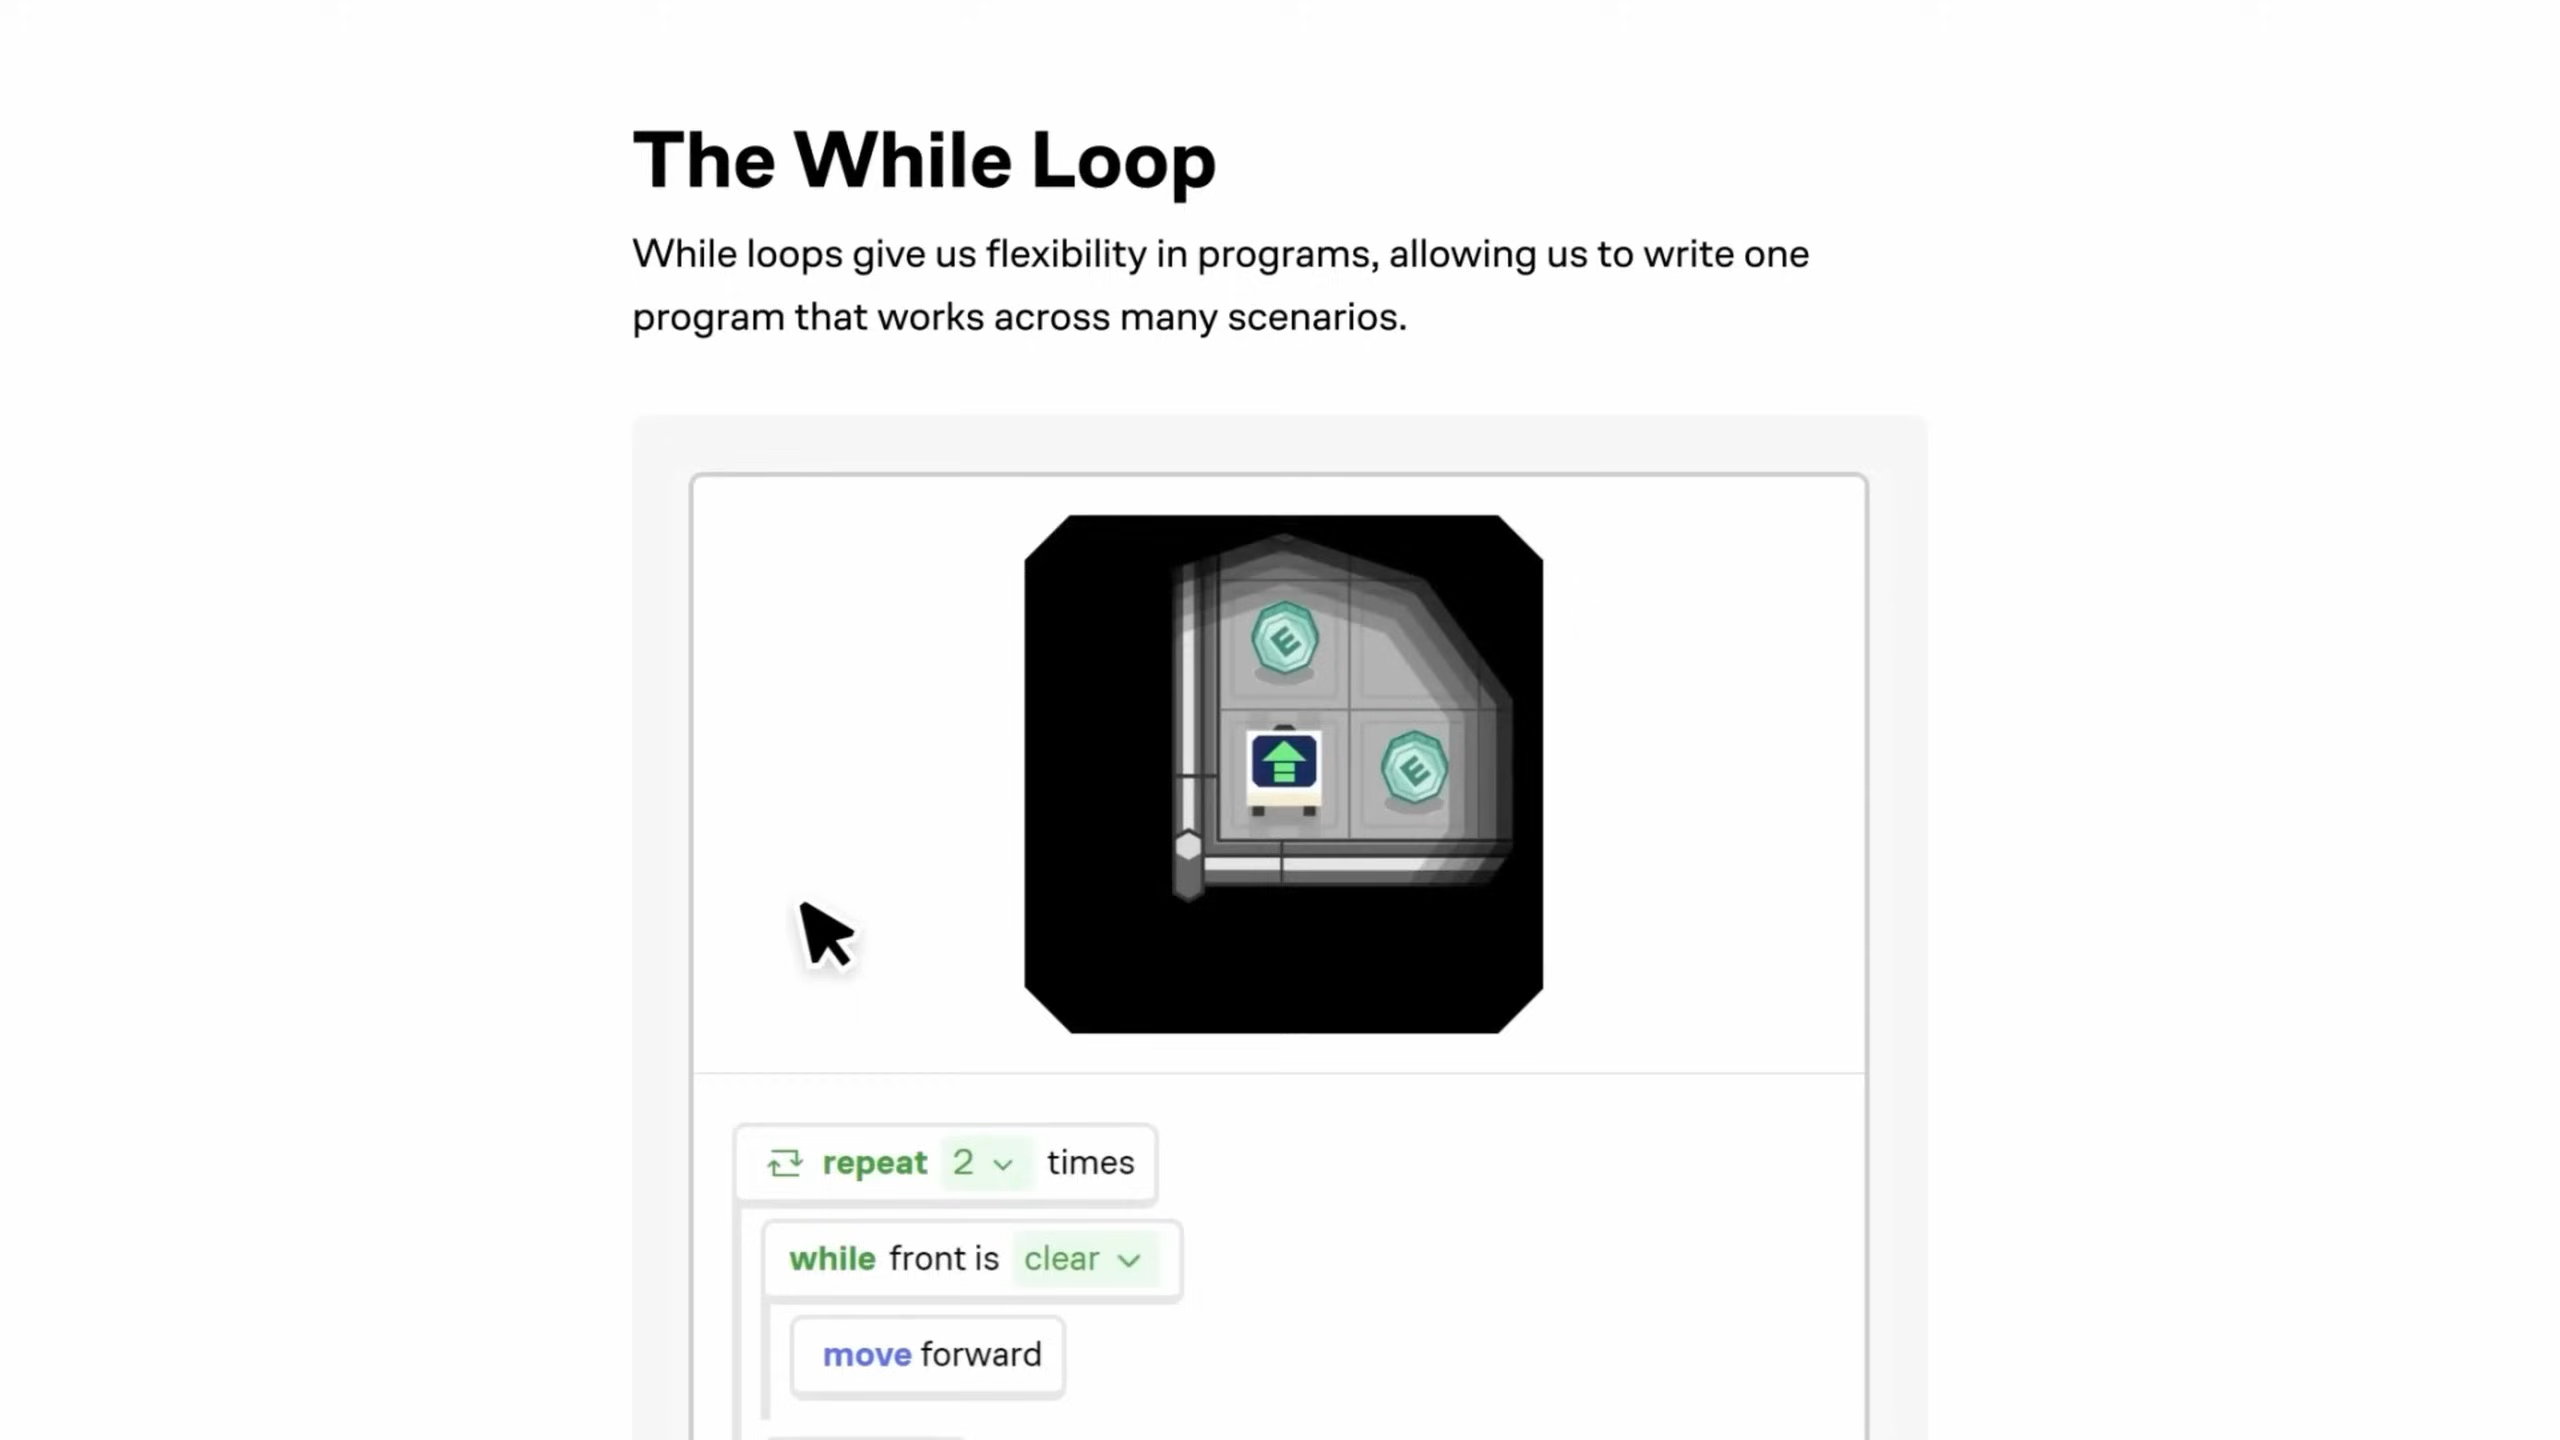 The While Loop
While loops give us flexibility in programs, allowing us to write one
program that works across many scenarios.
E
E
repeat 2 times
while front is clear
move forward